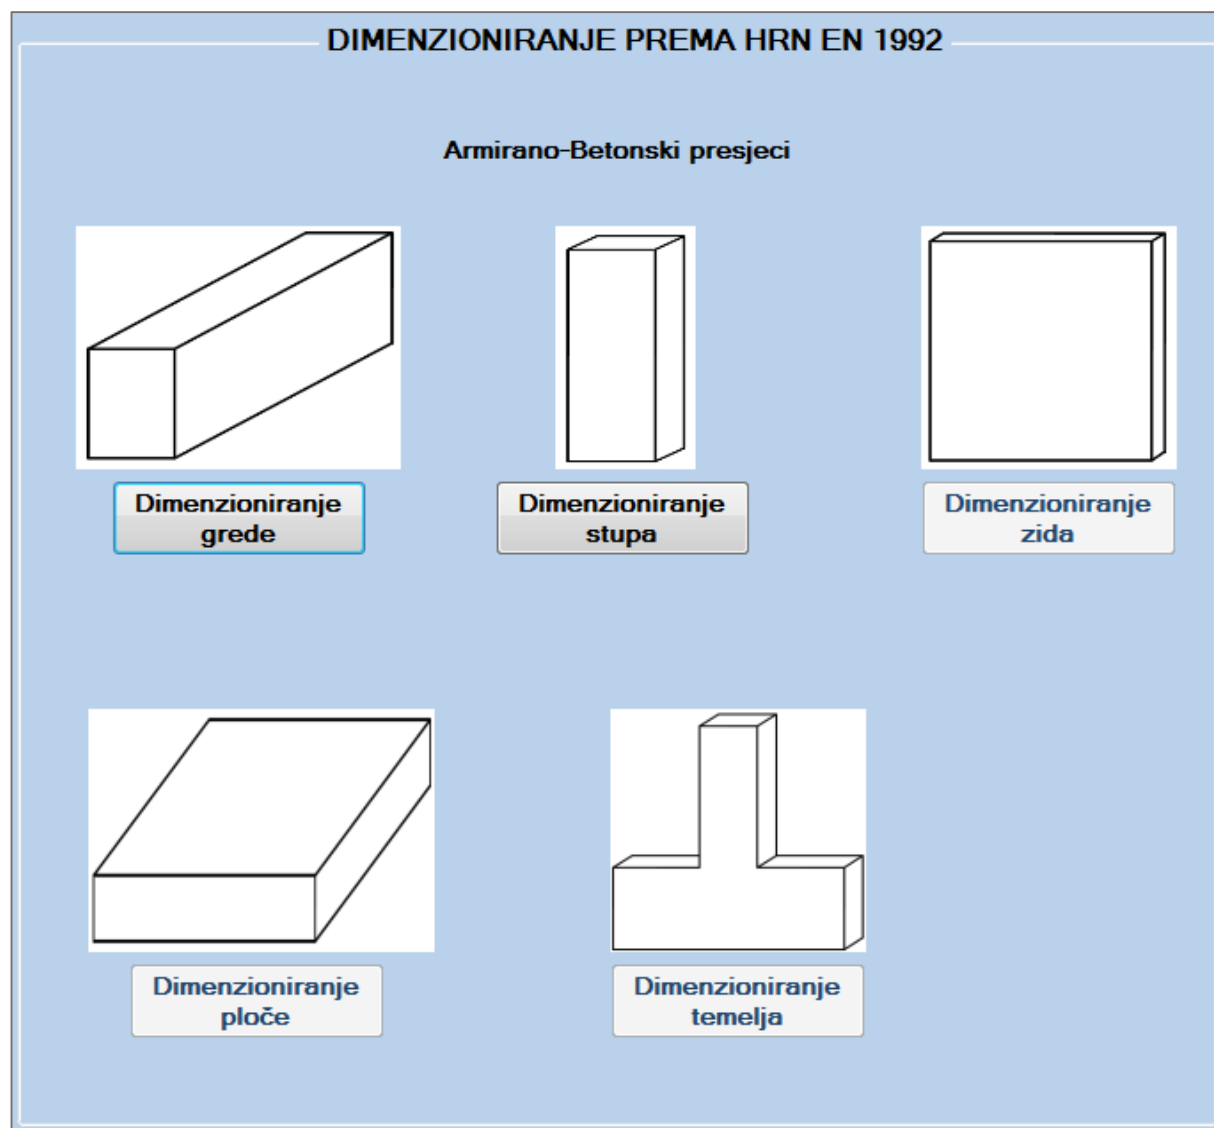 DIMENZIONIRANJE PREMA HRN EN 1992
Armirano-Betonski presjeci
Dimenzioniranje
grede
Dimenzioniranje
stupa
Dimenzioniranje
zida
Dimenzioniranje
ploče
Dimenzioniranje
temelja